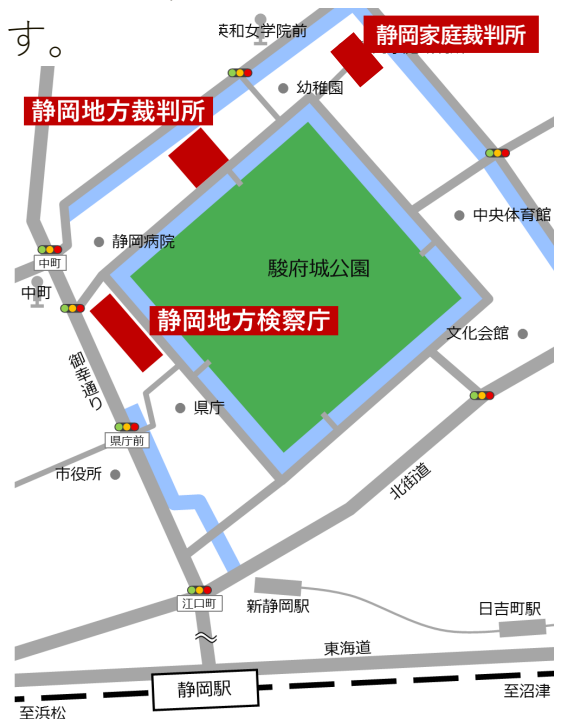 す。
英和女学院前
静岡家庭裁判所
幼稚園
静岡地方裁判所
中央体育館
静岡病院
中町
駿府城公園
中町
静岡地方検察庁
文化会館
御幸通り
県庁
県庁前
市役所
北街道
江口町
新静岡駅
日吉町駅
東海道
静岡駅
至沼津
至浜松